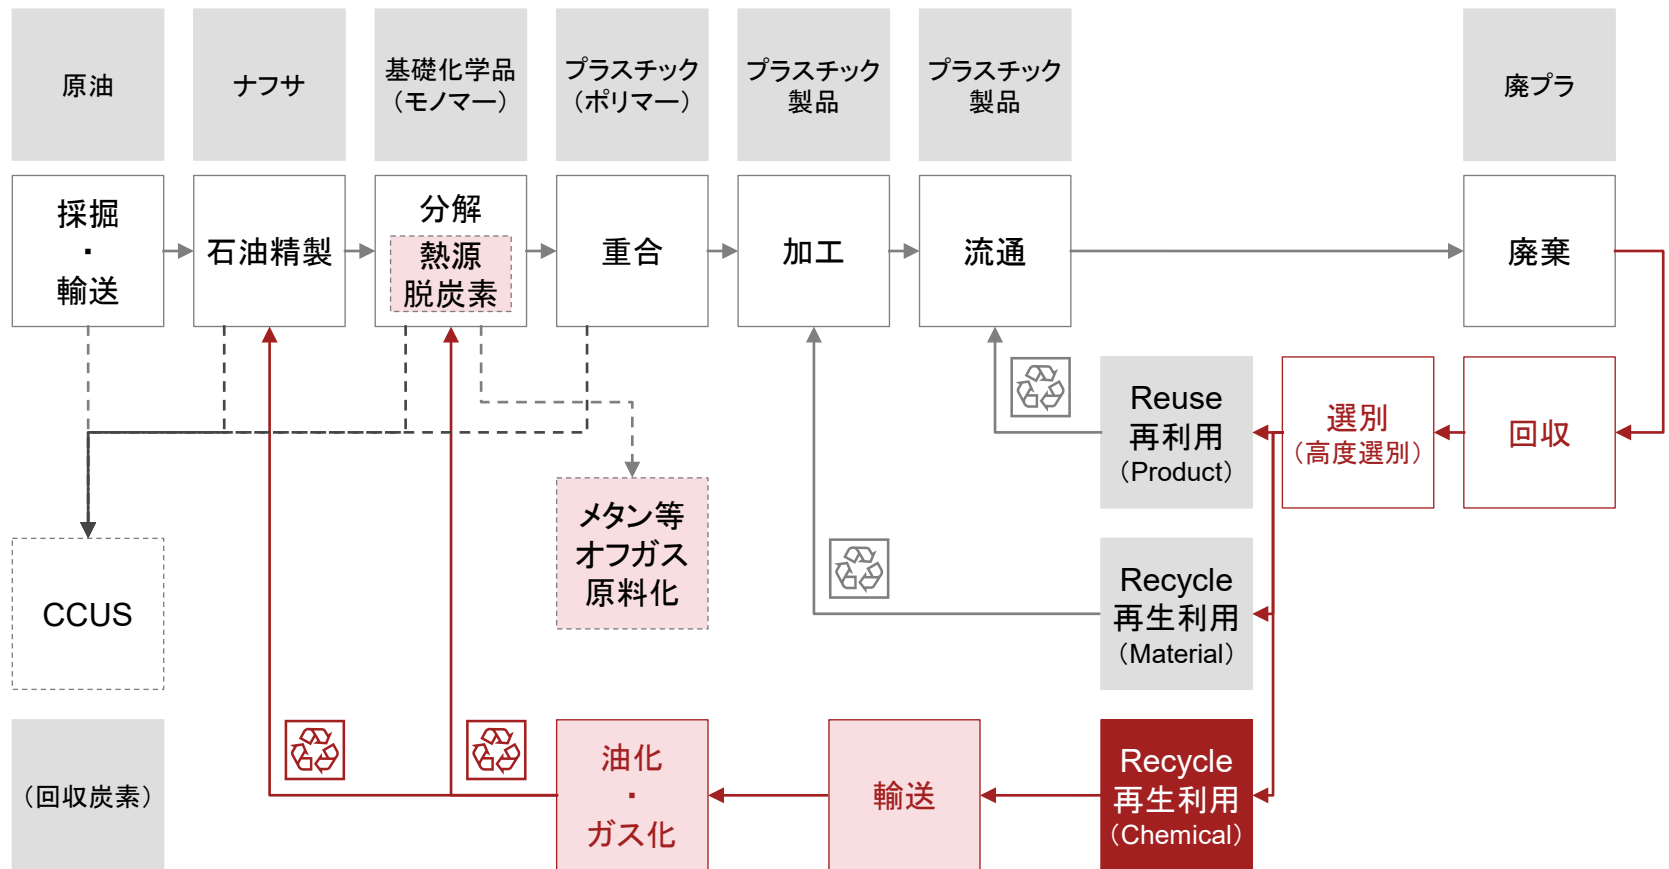 原油
ナフサ
基礎化学品
（モノマー）
プラスチック
（ポリマー）
プラスチック
製品
プラスチック
製品
廃プラ
採掘
・
輸送
石油精製
分解
熱源
脱炭素
重合
加工
流通
廃棄
Reuse
再利用
（Product）
選別
（高度選別）
回収
メタン等
オフガス
原料化
CCUS
Recycle
再生利用
（Material）
（回収炭素）
油化
・
ガス化
輸送
Recycle
再生利用
（Chemical）